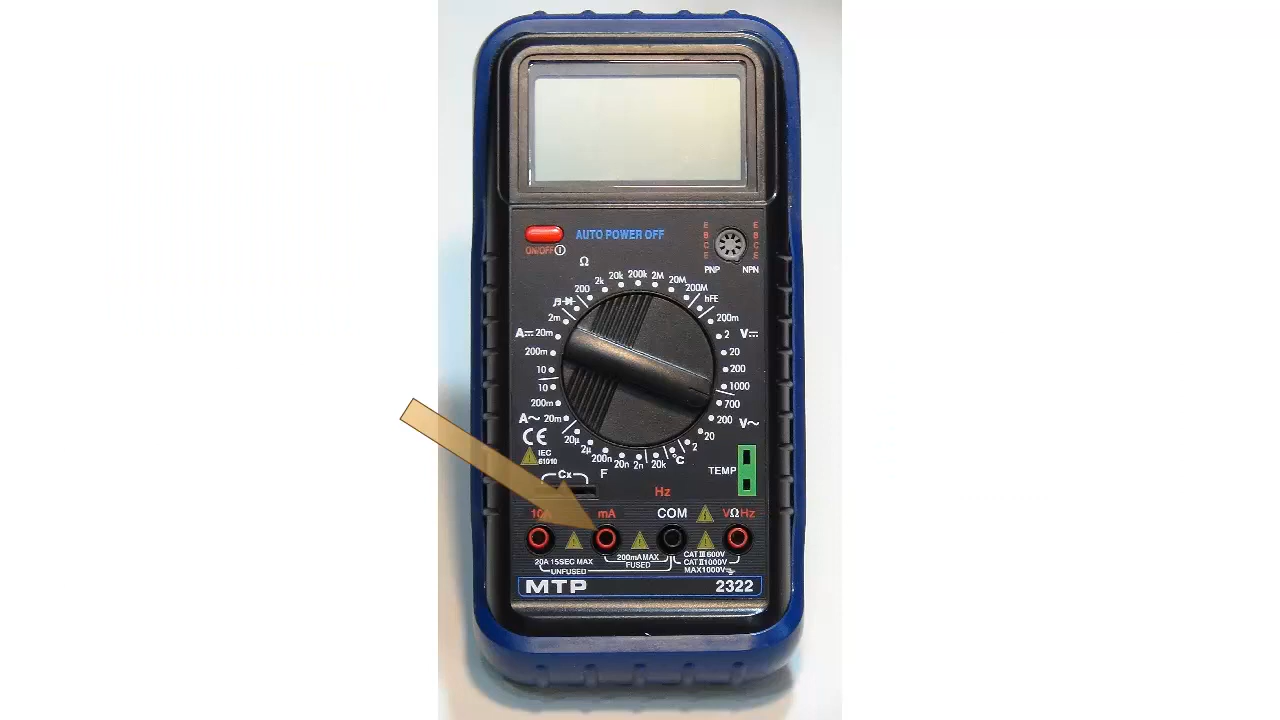 AUTO POWER OFF
ON/OFF
E B C E
E B C E
PNP NPN
Ω
200 2k 20k 200k 2M 20M 200M
hFE
A 2m 20m 200m 10
10 200m 20m
A~
200m 2 20 200 1000
V
700 200 20 2
V~
20µ 2µ 200n 20n 2n
F
20k
°C
CE
IEC
61010
Cx
TEMP
Hz
10A mA COM VΩHz
20A 15SEC MAX
UNFUSED
200mA MAX
FUSED
CAT III 600V
CAT II 1000V
MAX1000V
MTP 2322